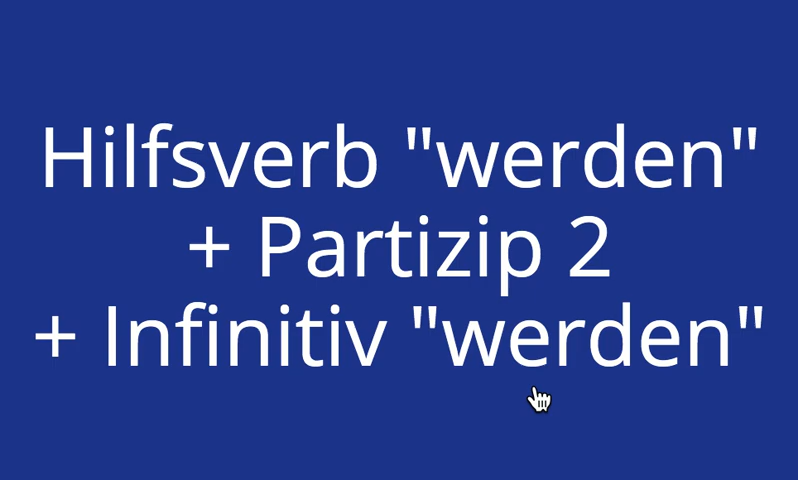 Hilfsverb "werden"
+ Partizip 2
+ Infinitiv "werden"